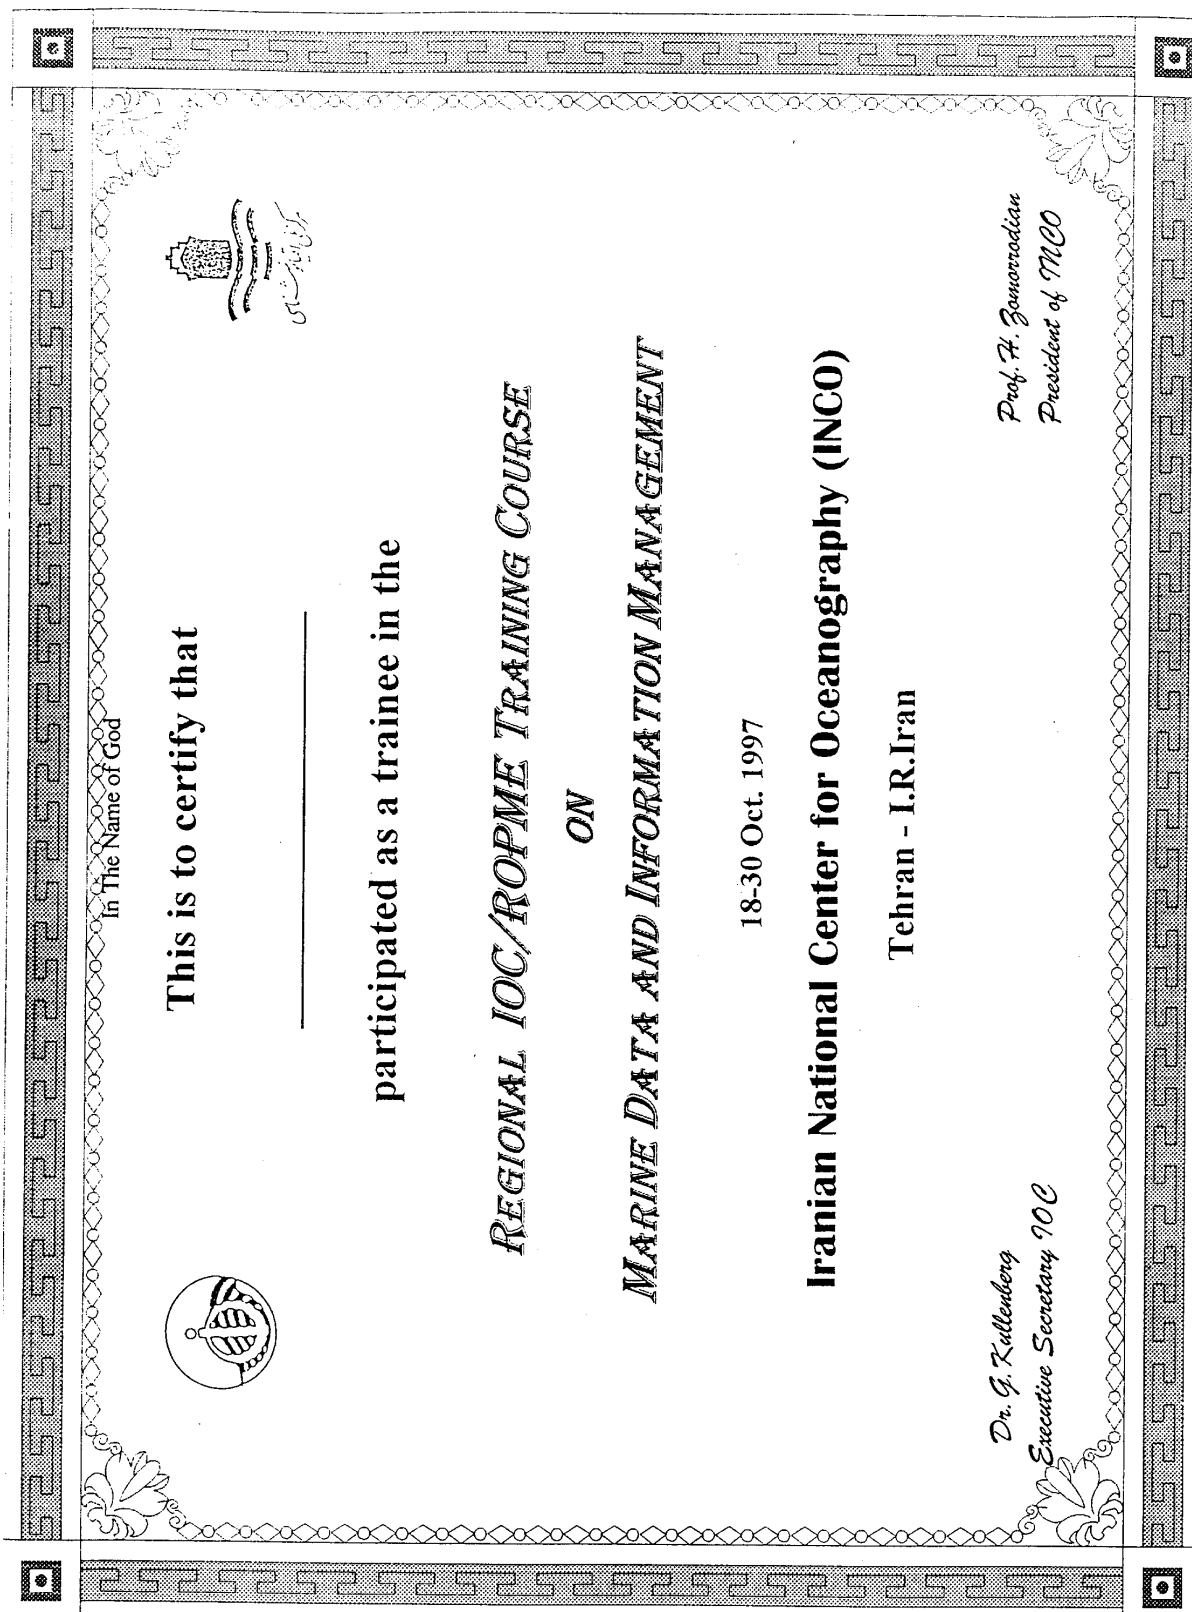 In The Name of God
This is to certify that
participated as a trainee in the
REGIONAL IOC/ROPME TRAINING COURSE
ON
MARINE DATA AND INFORMATION MANAGEMENT
18-30 Oct. 1997
Iranian National Center for Oceanography (INCO)
Tehran - I.R.Iran
Dr. G. Kullenberg
Executive Secretary IOC
Prof. H. Zomorrodian
President of MCO